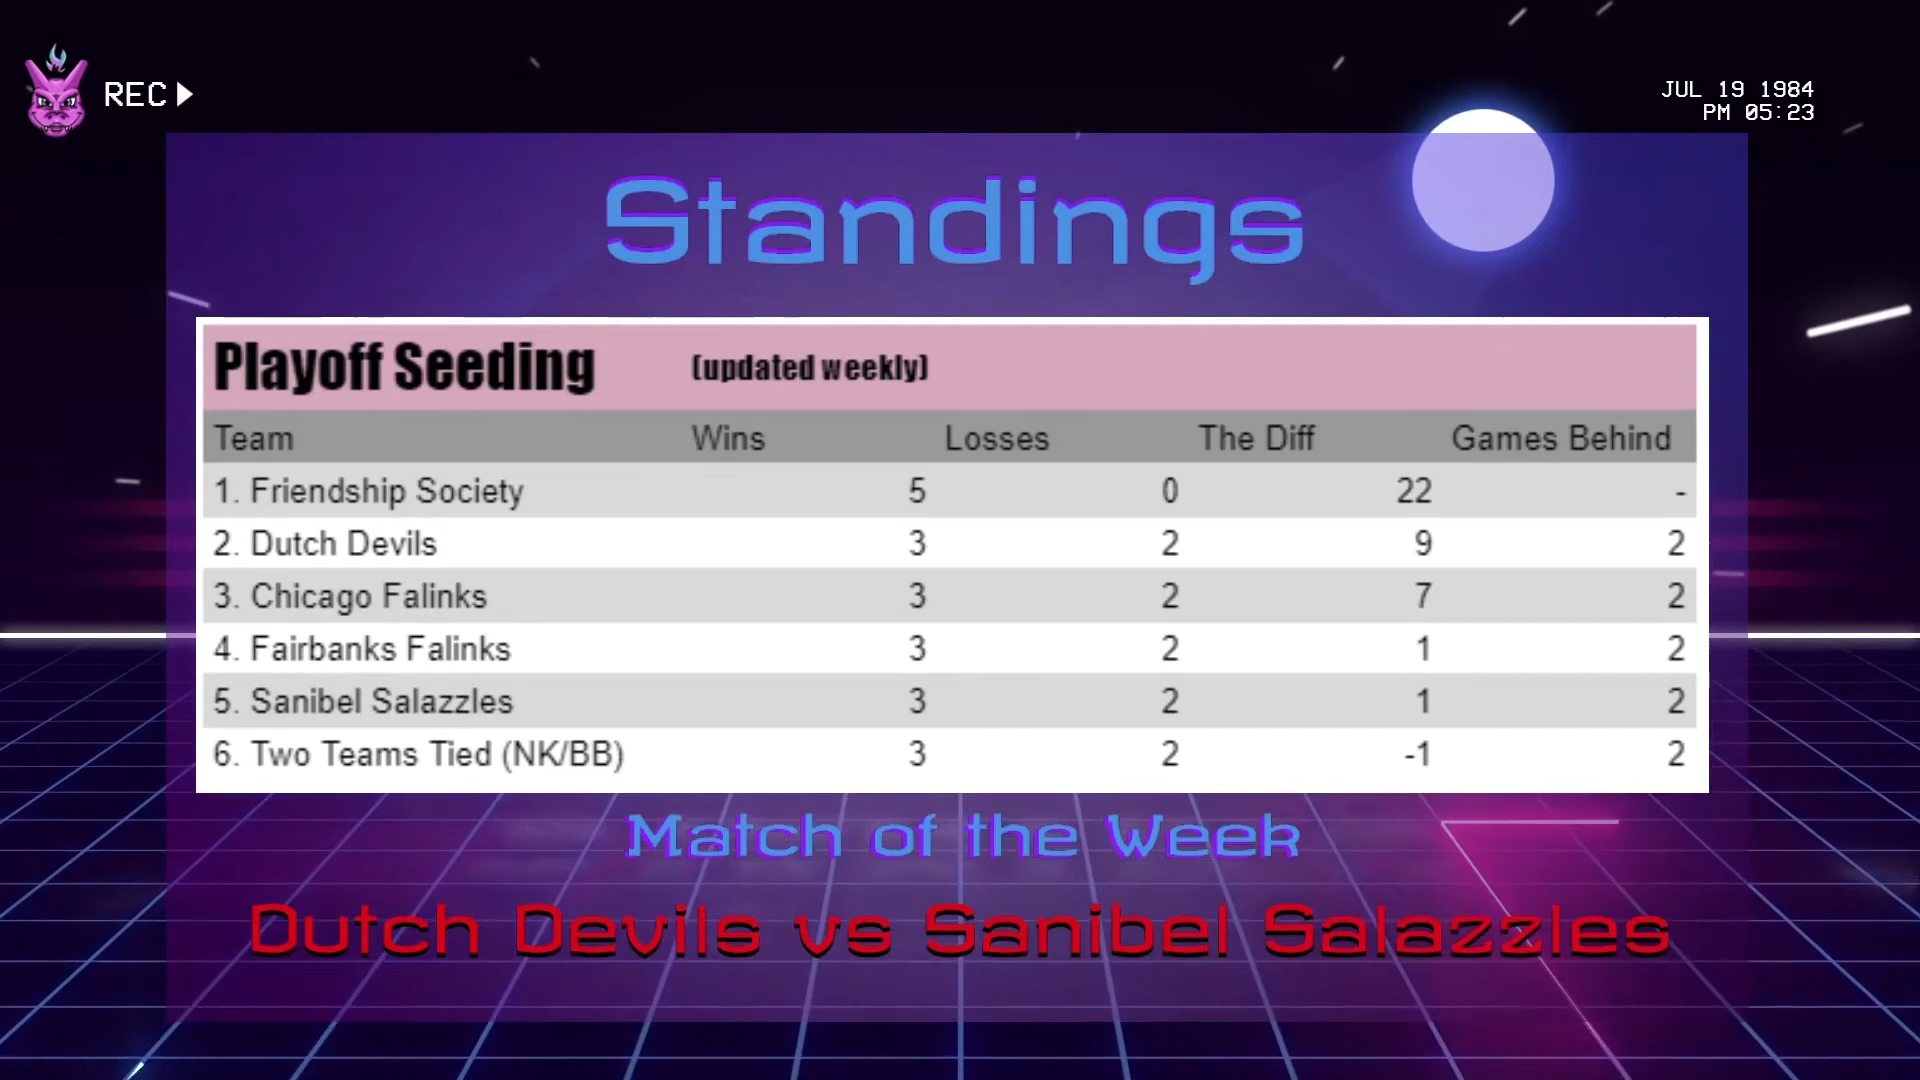 REC
JUL 19 1984
PM 05:23
Standings
Playoff Seeding (updated weekly)
Team Wins Losses The Diff Games Behind
1. Friendship Society 5 0 22 -
2. Dutch Devils 3 2 9 2
3. Chicago Falinks 3 2 7 2
4. Fairbanks Falinks 3 2 1 2
5. Sanibel Salazzles 3 2 1 2
6. Two Teams Tied (NK/BB) 3 2 -1 2
Match of the Week
Dutch Devils vs Sanibel Salazzles